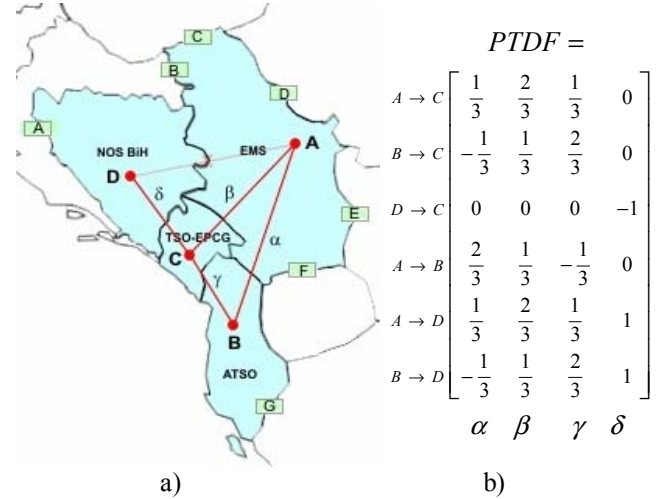 C
B
D
A
NOS BiH
EMS
A
D
β
δ
α
E
TSO-EPCG
C
F
γ
B
ATSO
G
a)
PTDF =
A → C 1/3 2/3 1/3 0
B → C -1/3 1/3 2/3 0
D → C 0 0 0 -1
A → B 2/3 1/3 -1/3 0
A → D 1/3 2/3 1/3 1
B → D -1/3 1/3 2/3 1
α β γ δ
b)